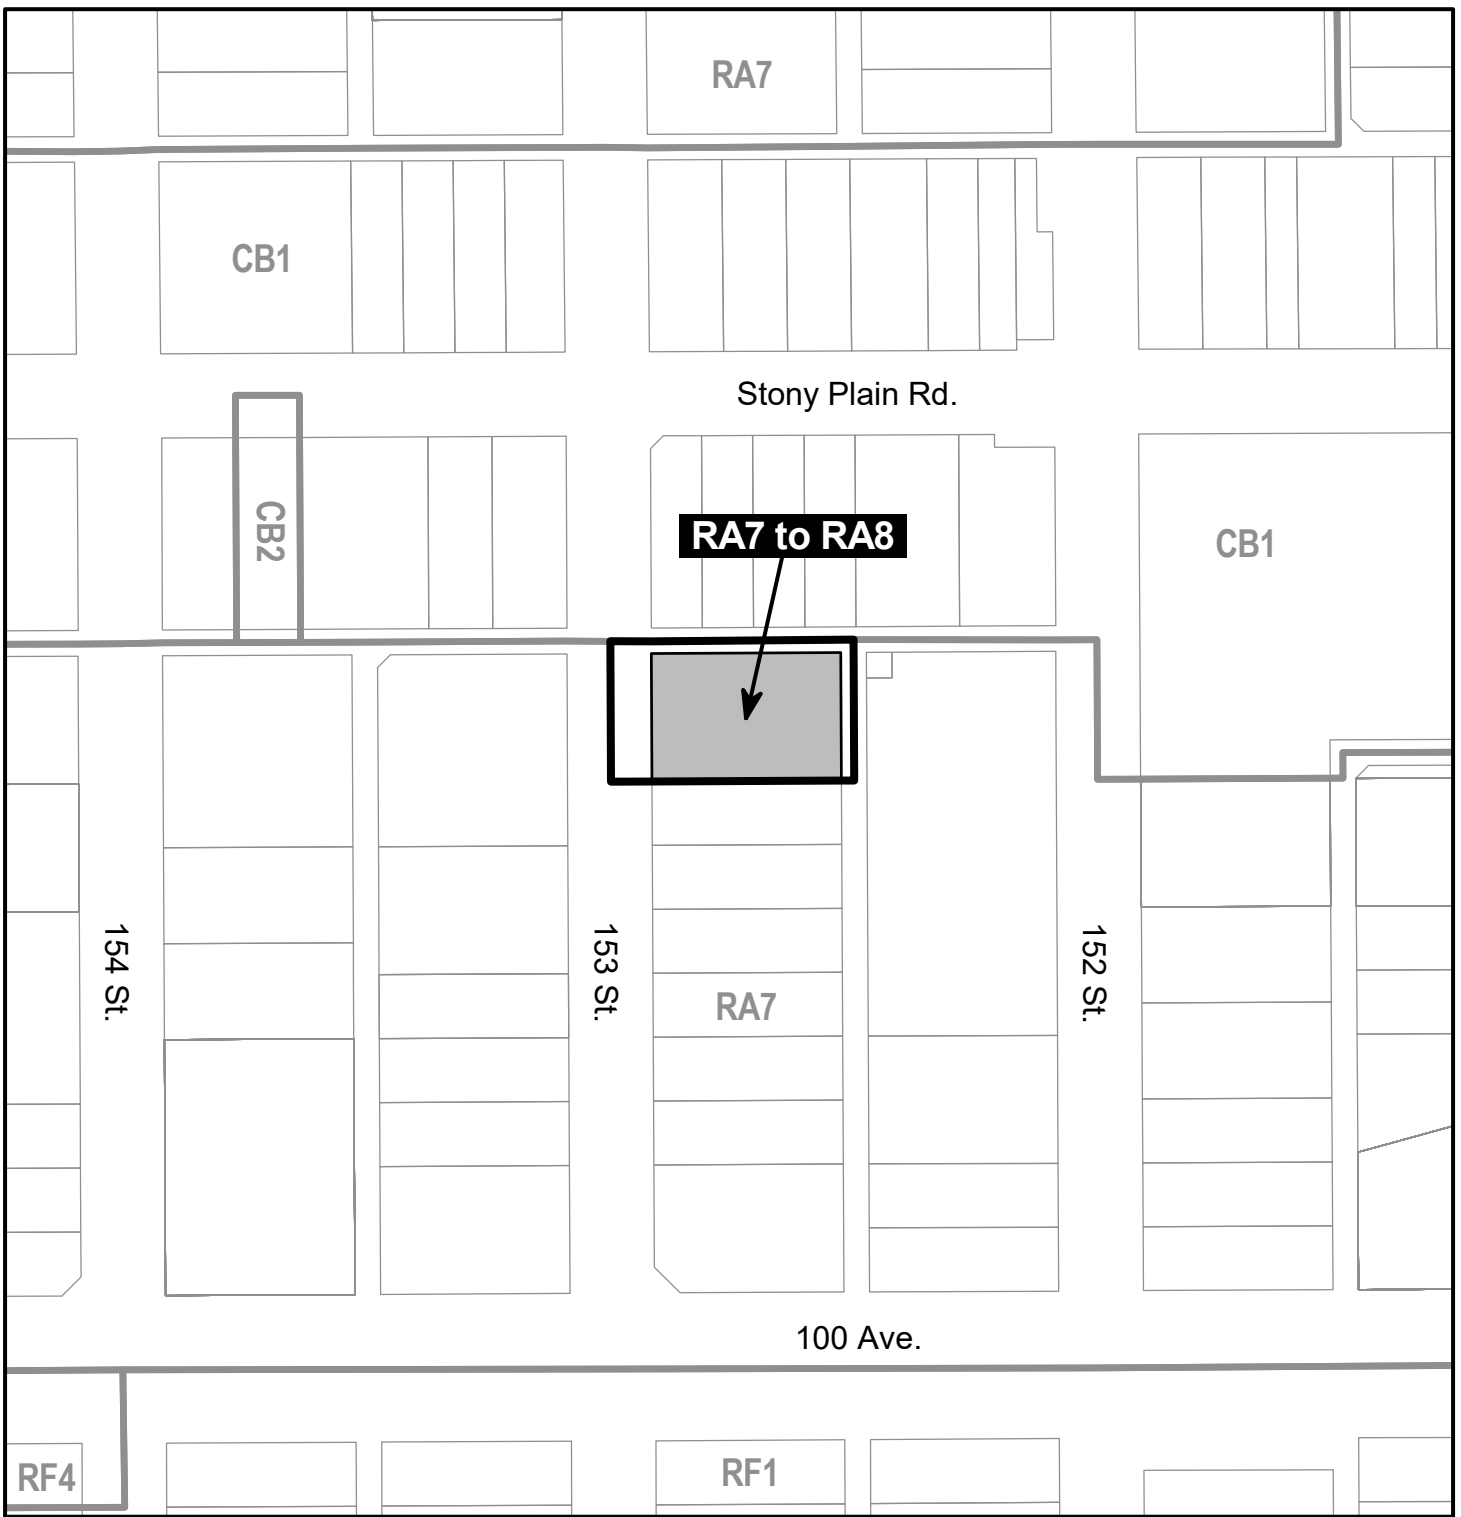 RA7
CB1
Stony Plain Rd.
CB2
RA7 to RA8
CB1
154 St.
153 St.
152 St.
RA7
100 Ave.
RF4
RF1